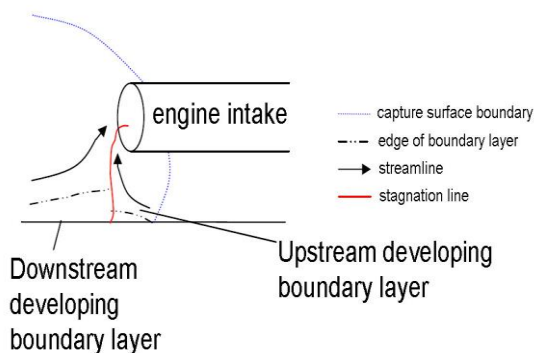 engine intake
capture surface boundary
edge of boundary layer
streamline
stagnation line
Downstream
developing
boundary layer
Upstream developing
boundary layer